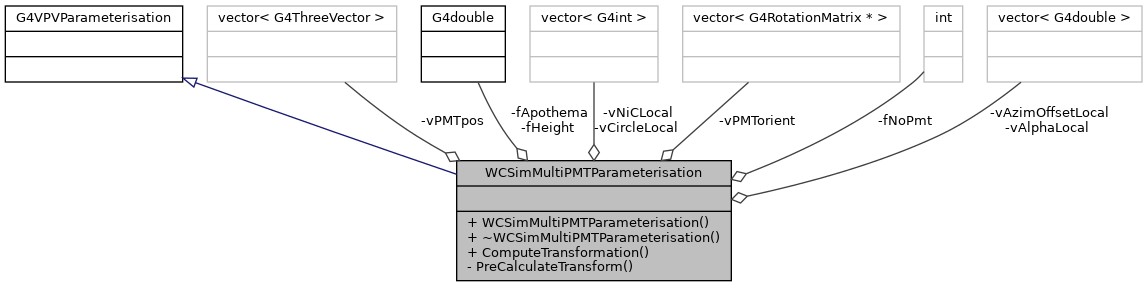 G4VPVParameterisation
vector< G4ThreeVector >
G4double
vector< G4int >
vector< G4RotationMatrix * >
int
vector< G4double >
-vPMTpos
-fApothema
-fHeight
-vNiCLocal
-vCircleLocal
-vPMTorient
-fNoPmt
-vAzimOffsetLocal
-vAlphaLocal
WCSimMultiPMTParameterisation
+ WCSimMultiPMTParameterisation()
+ ~WCSimMultiPMTParameterisation()
+ ComputeTransformation()
- PreCalculateTransform()